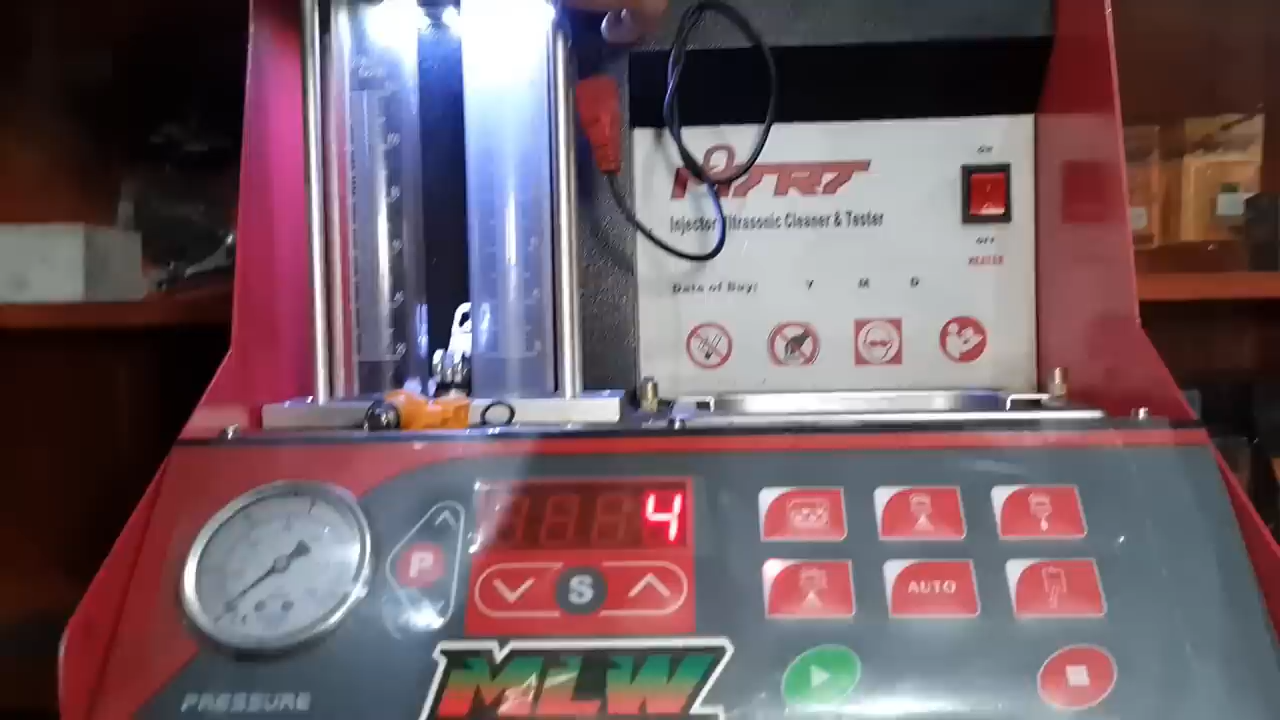 ON
Injector Ultrasonic Cleaner & Tester
OFF
HEATER
Date of Buy: Y M D
4
P
S
AUTO
MLW
PRESSURE